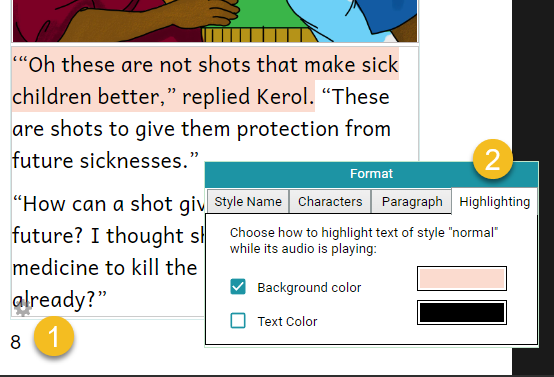 ‘“Oh these are not shots that make sick
children better,” replied Kerol. “These
are shots to give them protection from
future sicknesses.”
“How can a shot giv
future? I thought sh
medicine to kill the
already?”
8
1
2
Format
Style Name Characters Paragraph Highlighting
Choose how to highlight text of style "normal"
while its audio is playing:
Background color
Text Color